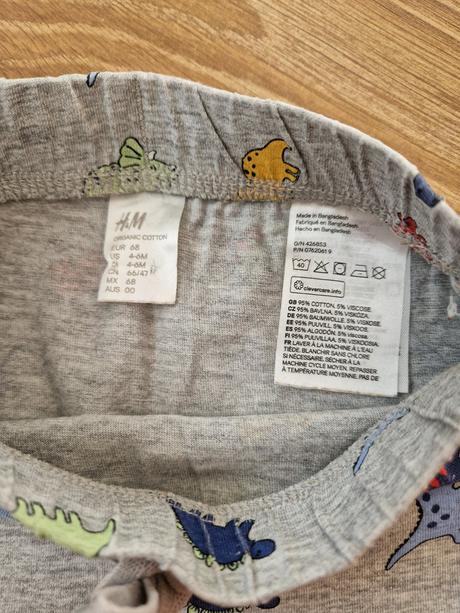 H&M
ORGANIC COTTON
EUR 68
US 4-6M
4-6M
CN 66/47
MX 68
AUS 00
Made in Bangladesh
Fabriqué en Bangladesh
Hecho en Bangladesh
O/N 426853
P/N 0762061 9
40
clevercare.info
GB 95% COTTON, 5% VISCOSE.
CZ 95% BAVLNA, 5% VISKÓZA.
DE 95% BAUMWOLLE, 5% VISKOSE.
EE 95% PUUVILL, 5% VISKOOS.
ES 95% ALGODÓN, 5% viscose.
FI 95% PUUVILLAA, 5% VISKOOSIA.
FR LAVER À LA MACHINE À L'EAU
TIÈDE. BLANCHIR SANS CHLORE
SI NÉCESSAIRE. SÉCHER À LA
MACHINE CYCLE MOYEN. REPASSER
À TEMPÉRATURE MOYENNE. PAS DE